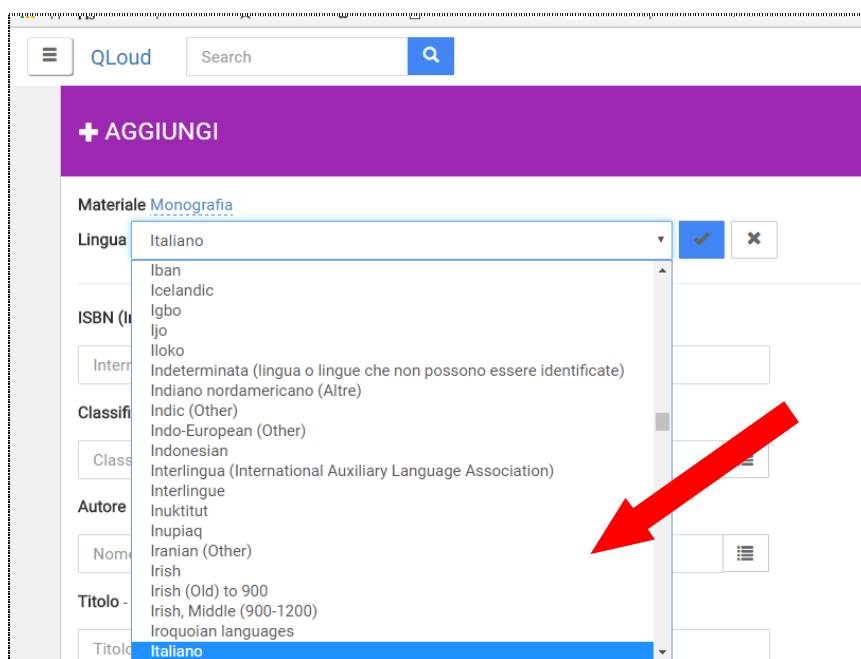 QLoud Search
AGGIUNGI
Materiale Monografia
Lingua Italiano
Iban
Icelandic
Igbo
ISBN (I
Ijo
Iloko
Inter
Indeterminata (lingua o lingue che non possono essere identificate)
Indiano nordamericano (Altre)
Classifi
Indic (Other)
Indo-European (Other)
Indonesian
Class
Interlingua (International Auxiliary Language Association)
Interlingue
Autore
Inuktitut
Inupiaq
Nome
Iranian (Other)
Irish
Irish (Old) to 900
Titolo -
Irish, Middle (900-1200)
Iroquoian languages
Titolo
Italiano